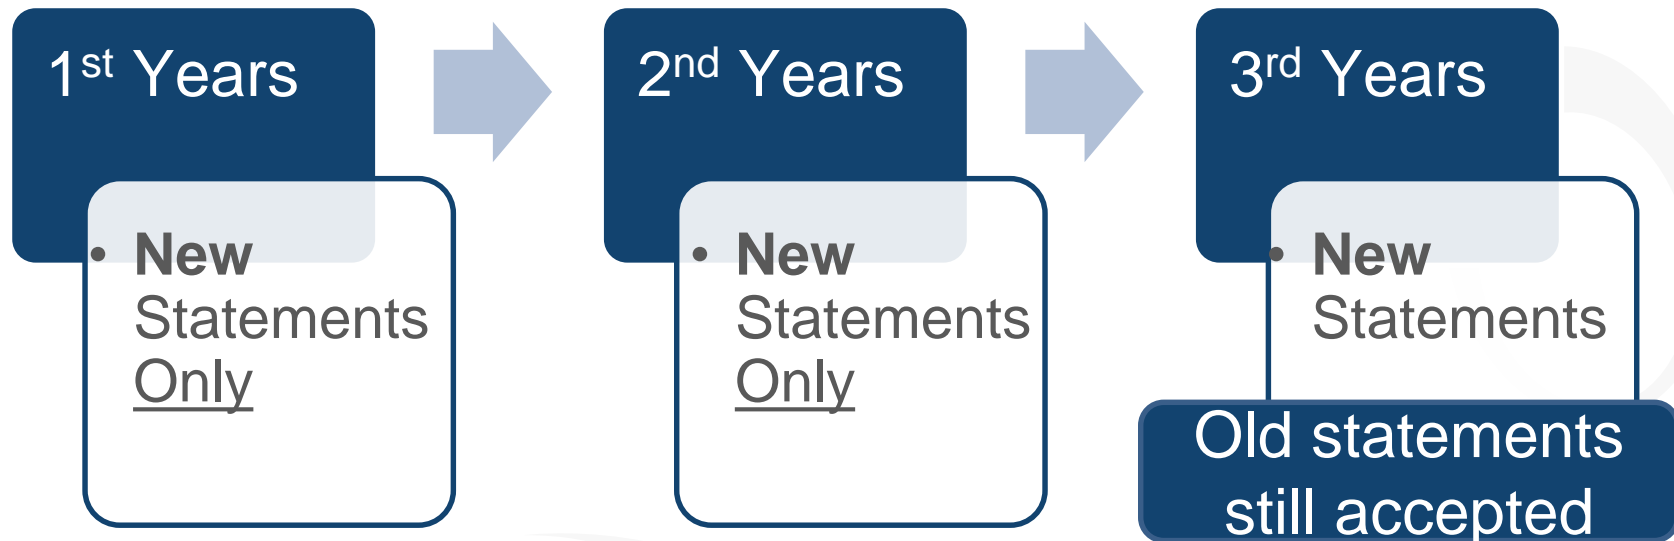 1st Years
• New
Statements
Only
2nd Years
• New
Statements
Only
3rd Years
• New
Statements
Old statements
still accepted